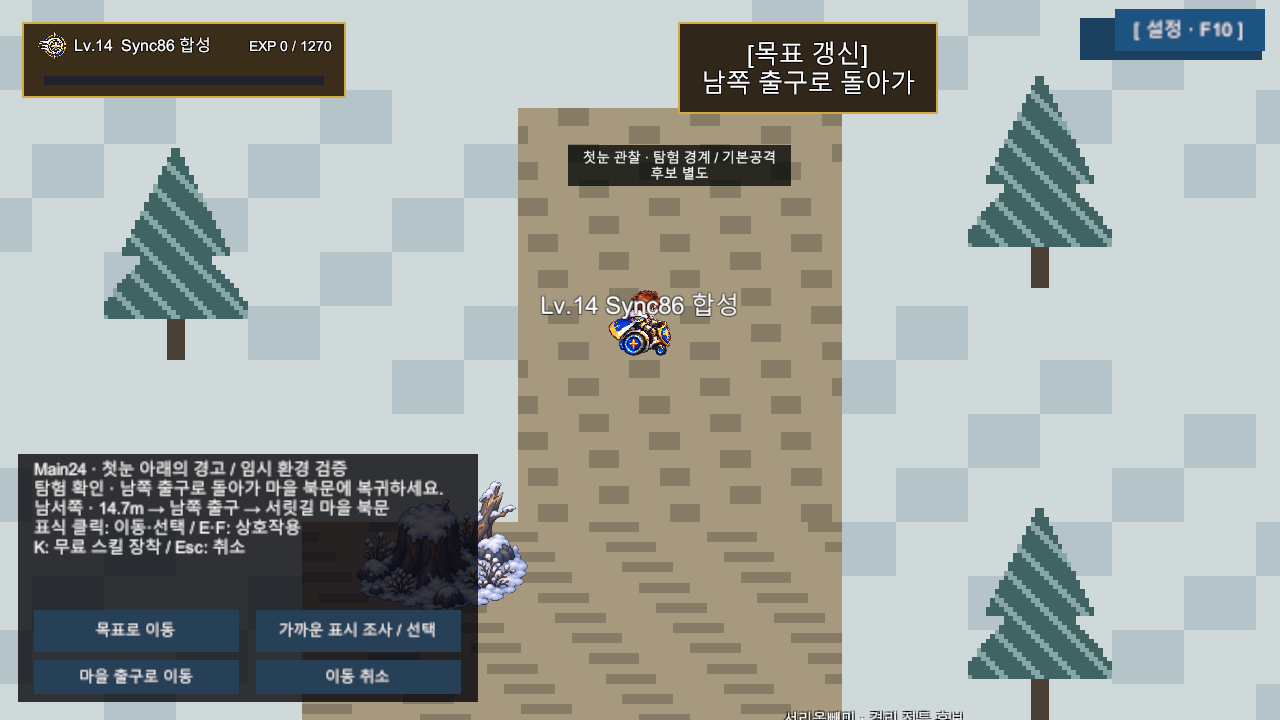 Lv.14 Sync86 합성 EXP 0 / 1270
[목표 갱신]
남쪽 출구로 돌아가
[ 설정 · F10 ]
첫눈 관찰 · 탐험 경계 / 기본공격
후보 별도
Lv.14 Sync86 합성
Main24 · 첫눈 아래의 경고 / 임시 환경 검증
탐험 확인 · 남쪽 출구로 돌아가 마을 북문에 복귀하세요.
남서쪽 · 14.7m → 남쪽 출구 → 서릿길 마을 북문
표식 클릭: 이동·선택 / E·F: 상호작용
K: 무료 스킬 장착 / Esc: 취소
목표로 이동
가까운 표시 조사 / 선택
마을 출구로 이동
이동 취소